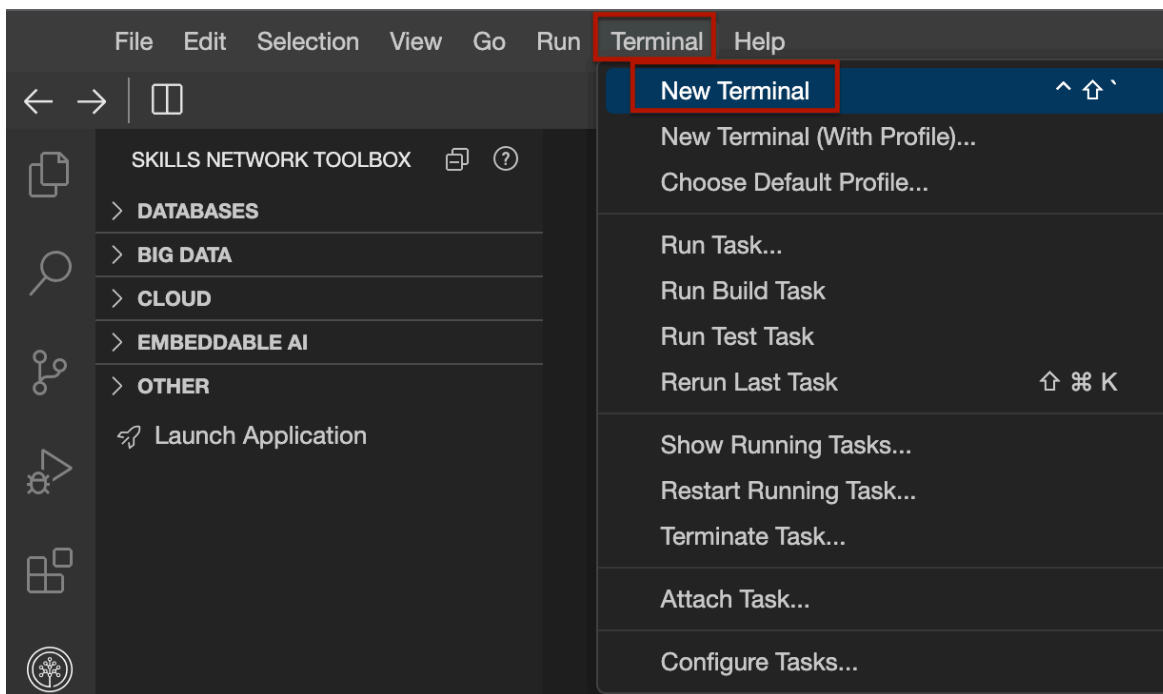 File Edit Selection View Go Run Terminal Help
SKILLS NETWORK TOOLBOX
DATABASES
BIG DATA
CLOUD
EMBEDDABLE AI
OTHER
Launch Application
New Terminal ^ ⇧ `
New Terminal (With Profile)...
Choose Default Profile...
Run Task...
Run Build Task
Run Test Task
Rerun Last Task ⇧ ⌘ K
Show Running Tasks...
Restart Running Task...
Terminate Task...
Attach Task...
Configure Tasks...